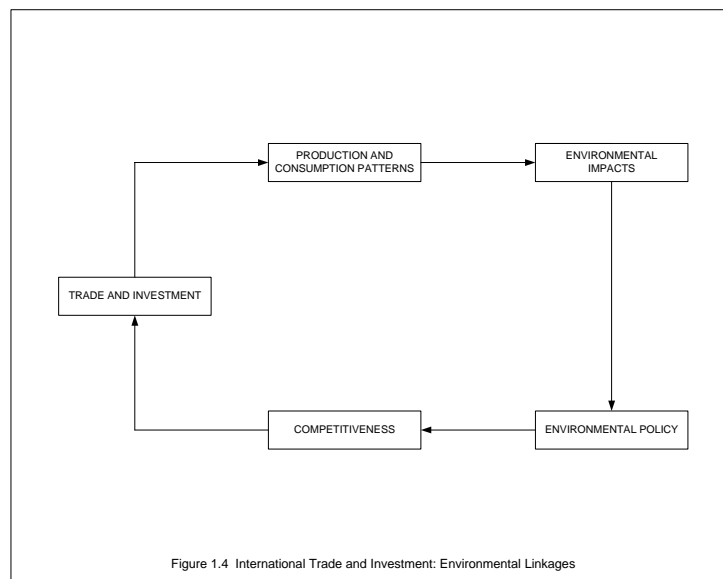 PRODUCTION AND
CONSUMPTION PATTERNS
ENVIRONMENTAL
IMPACTS
TRADE AND INVESTMENT
COMPETITIVENESS
ENVIRONMENTAL POLICY
Figure 1.4 International Trade and Investment: Environmental Linkages